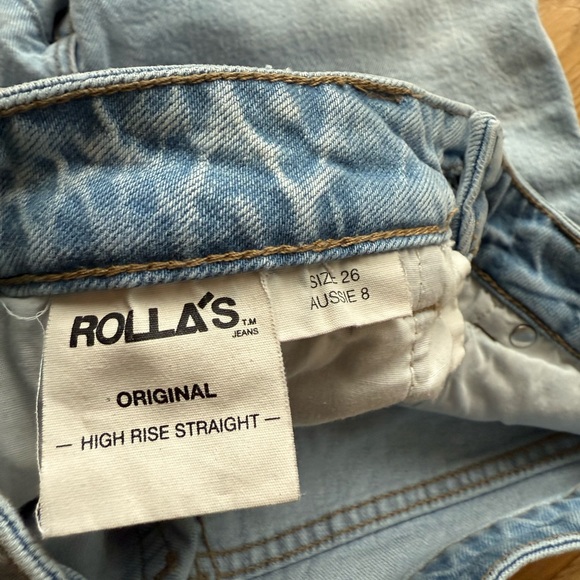 ROLLA'S T.M
JEANS
ORIGINAL
— HIGH RISE STRAIGHT —
SIZE 26
AUSSIE 8